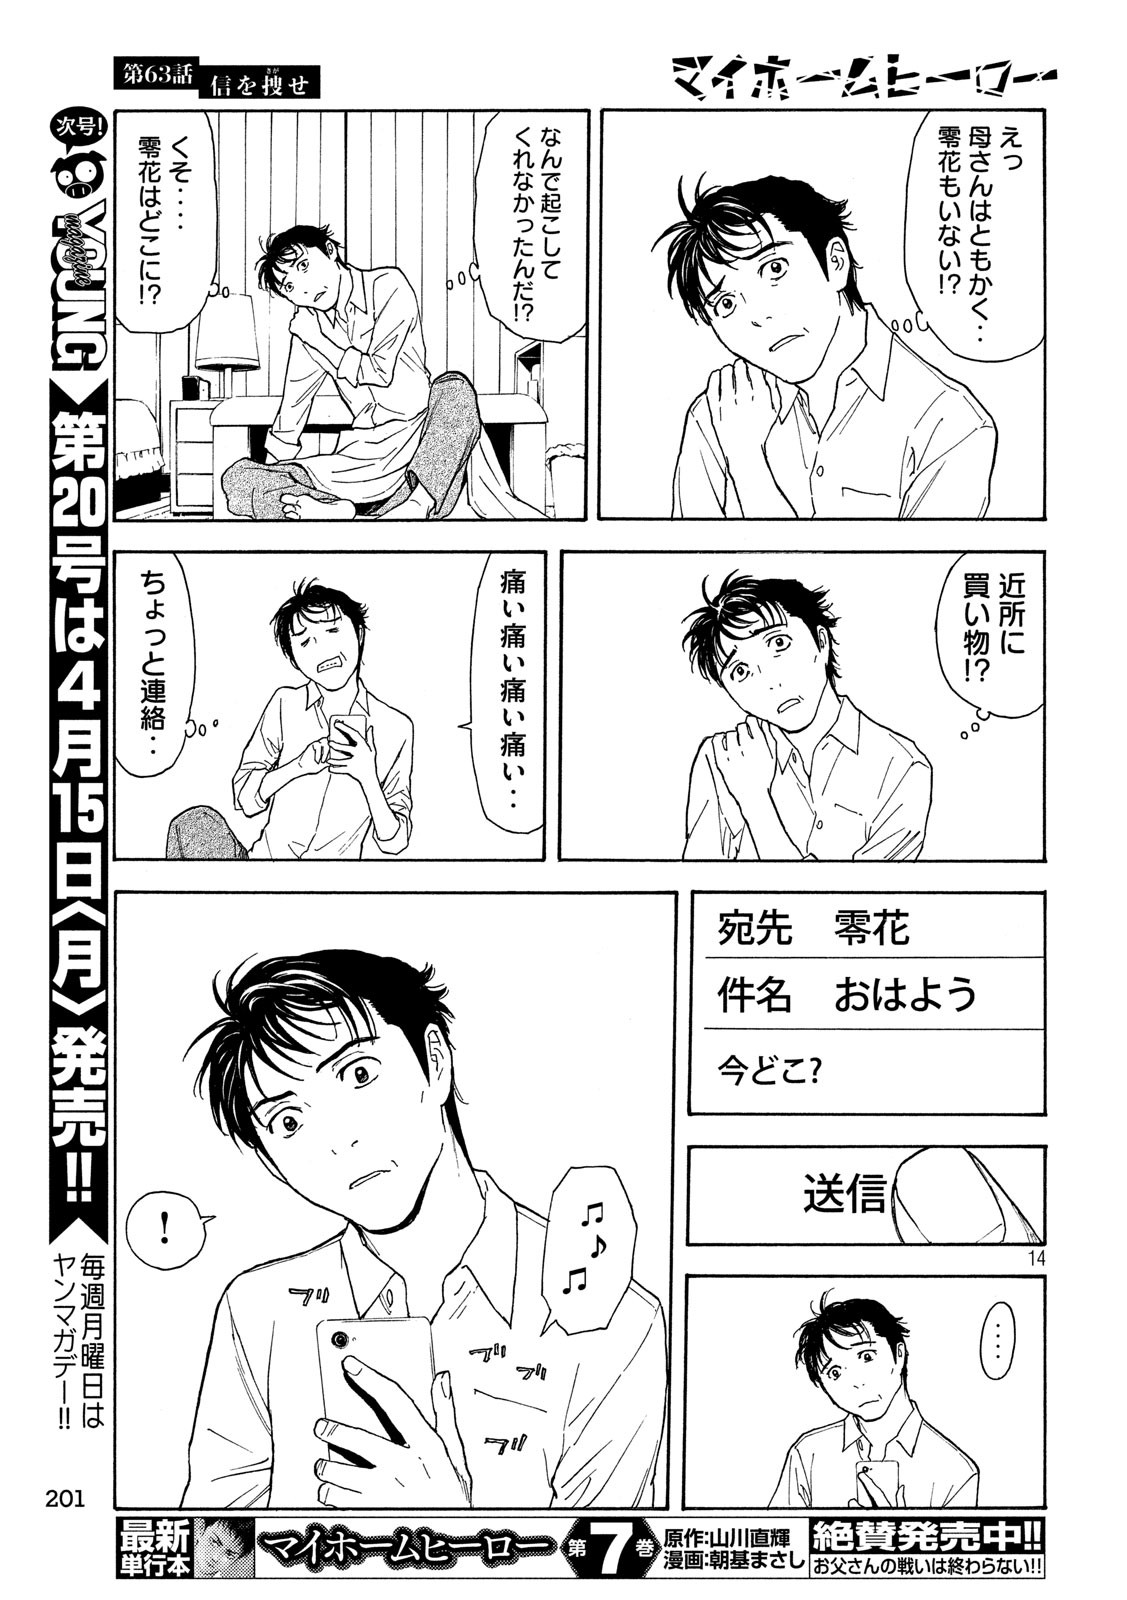 マイホームヒーロー
第63話
信を捜せ
さが
えっ
母さんはともかく‥
零花もいない!?
なんで起こして
くれなかったんだ!?
くそ‥‥
零花はどこに!?
近所に
買い物!?
痛い痛い痛い痛い‥
ちょっと連絡‥
宛先 零花
件名 おはよう
今どこ?
送信
14
‥‥
♫
♪
♫
ブブ
ブブ
ブブ
ブブ
!
次号!
YOUNG
magazine
第20号は4月15日〈月〉発売!!
毎週月曜日は
ヤンマガデー!!
201
最新
単行本
マイホームヒーロー
第7巻
原作:山川直輝
漫画:朝基まさし
絶賛発売中!!
お父さんの戦いは終わらない!!